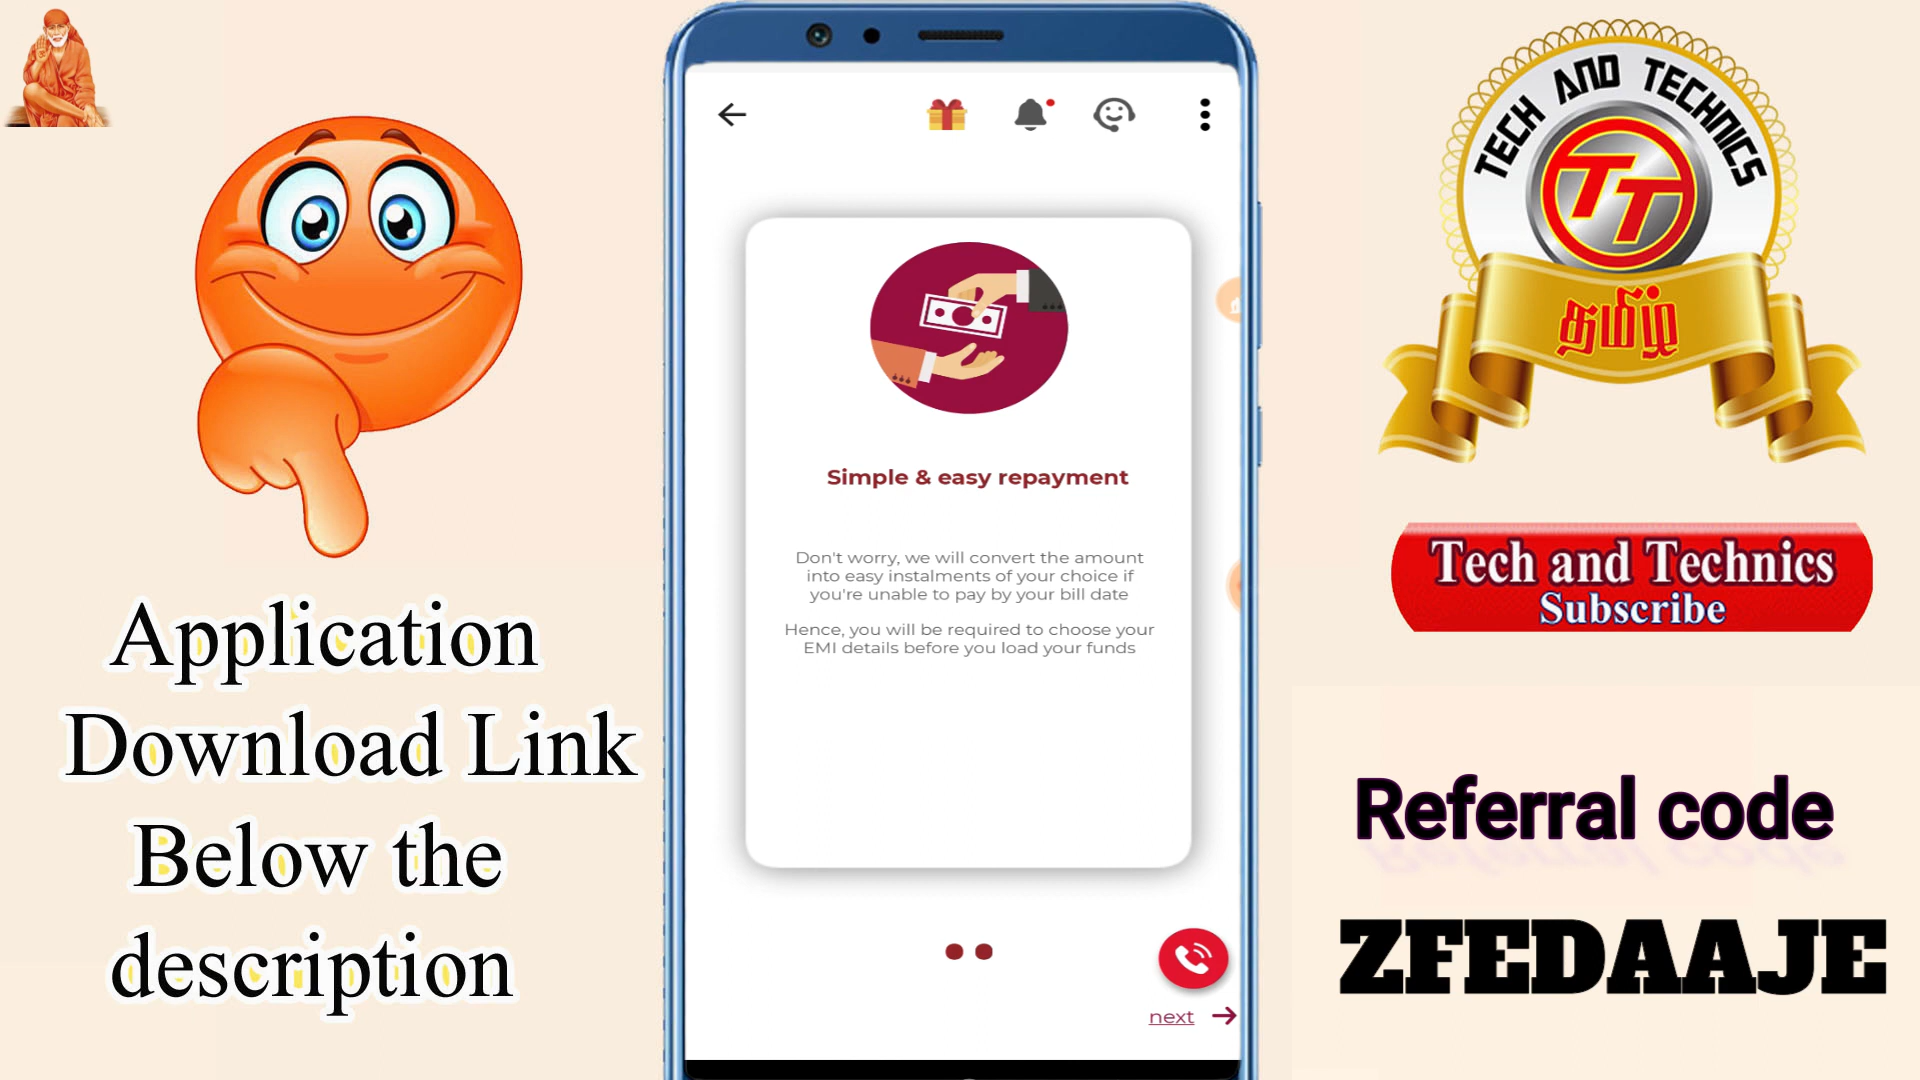 Application
Download Link
Below the
description
Simple & easy repayment
Don't worry, we will convert the amount
into easy instalments of your choice if
you're unable to pay by your bill date
Hence, you will be required to choose your
EMI details before you load your funds
next
TECH AND TECHNICS
TT
தமிழ்
Tech and Technics
Subscribe
Referral code
ZFEDAAJE